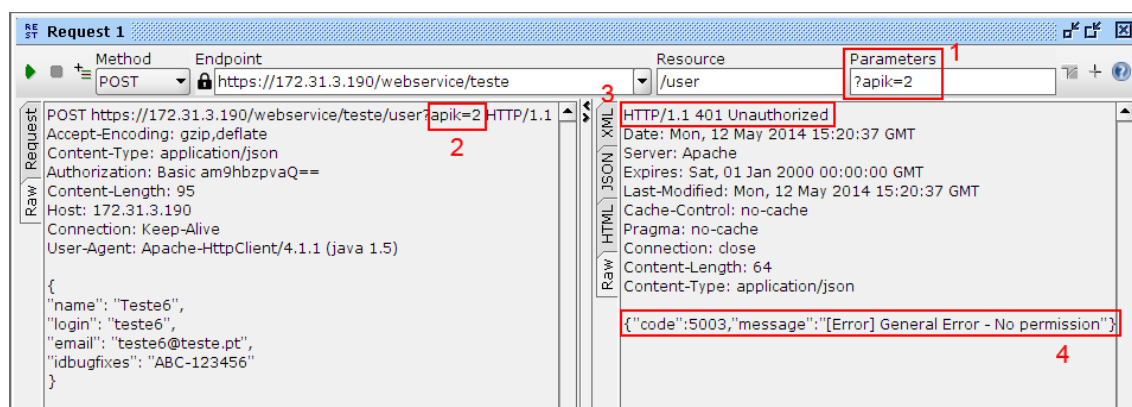 REST Request 1
Method Endpoint Resource Parameters 1
POST https://172.31.3.190/webservice/teste /user ?apik=2
Request
Raw
POST https://172.31.3.190/webservice/teste/user?apik=2 HTTP/1.1
2
Accept-Encoding: gzip,deflate
Content-Type: application/json
Authorization: Basic am9hbzpvaQ==
Content-Length: 95
Host: 172.31.3.190
Connection: Keep-Alive
User-Agent: Apache-HttpClient/4.1.1 (java 1.5)
{
"name": "Teste6",
"login": "teste6",
"email": "teste6@teste.pt",
"idbugfixes": "ABC-123456"
}
3
XML
JSON
HTML
Raw
HTTP/1.1 401 Unauthorized
Date: Mon, 12 May 2014 15:20:37 GMT
Server: Apache
Expires: Sat, 01 Jan 2000 00:00:00 GMT
Last-Modified: Mon, 12 May 2014 15:20:37 GMT
Cache-Control: no-cache
Pragma: no-cache
Connection: close
Content-Length: 64
Content-Type: application/json
{"code":5003,"message":"[Error] General Error - No permission"}
4